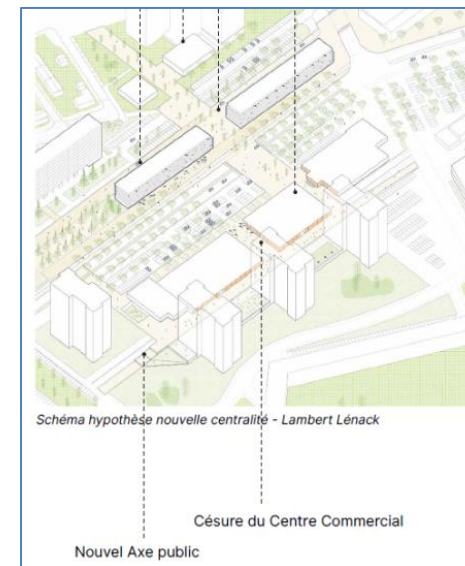 Schéma hypothèse nouvelle centralité - Lambert Lénack
Césure du Centre Commercial
Nouvel Axe public